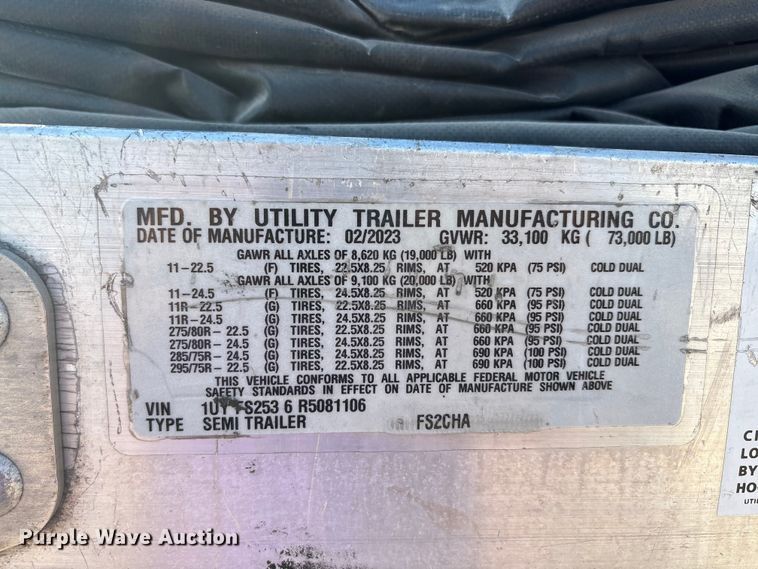 MFD. BY UTILITY TRAILER MANUFACTURING CO.
DATE OF MANUFACTURE: 02/2023 GVWR: 33,100 KG ( 73,000 LB)
GAWR ALL AXLES OF 8,620 KG (19,000 LB) WITH
11-22.5 (F) TIRES, 22.5X8.25 RIMS, AT 520 KPA (75 PSI) COLD DUAL
GAWR ALL AXLES OF 9,100 KG (20,000 LB) WITH
11-24.5 (F) TIRES, 24.5X8.25 RIMS, AT 520 KPA (75 PSI) COLD DUAL
11R-22.5 (G) TIRES, 22.5X8.25 RIMS, AT 660 KPA (95 PSI) COLD DUAL
11R-24.5 (G) TIRES, 24.5X8.25 RIMS, AT 660 KPA (95 PSI) COLD DUAL
275/80R- 22.5 (G) TIRES, 22.5X8.25 RIMS, AT 660 KPA (95 PSI) COLD DUAL
275/80R- 24.5 (G) TIRES, 24.5X8.25 RIMS, AT 660 KPA (95 PSI) COLD DUAL
285/75R- 24.5 (G) TIRES, 24.5X8.25 RIMS, AT 690 KPA (100 PSI) COLD DUAL
295/75R- 22.5 (G) TIRES, 22.5X8.25 RIMS, AT 690 KPA (100 PSI) COLD DUAL
THIS VEHICLE CONFORMS TO ALL APPLICABLE FEDERAL MOTOR VEHICLE
SAFETY STANDARDS IN EFFECT ON DATE OF MANUFACTURE SHOWN ABOVE
VIN 6 R5081106
TYPE SEMI TRAILER FS2CHA
LO
BY
HO
UTIL
Purple Wave Auction